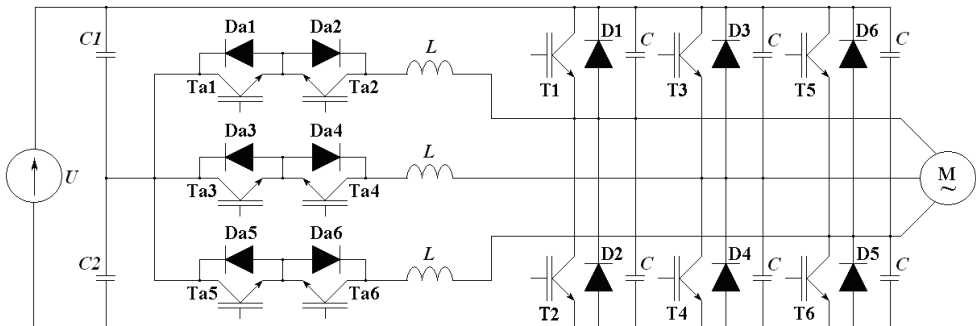 C1 Da1 Da2 L D1 C D3 C D6 C
Ta1 Ta2 T1 T3 T5
Da3 Da4 L
U Ta3 Ta4 M
~
Da5 Da6 L
C2 D2 C D4 C D5 C
Ta5 Ta6 T2 T4 T6